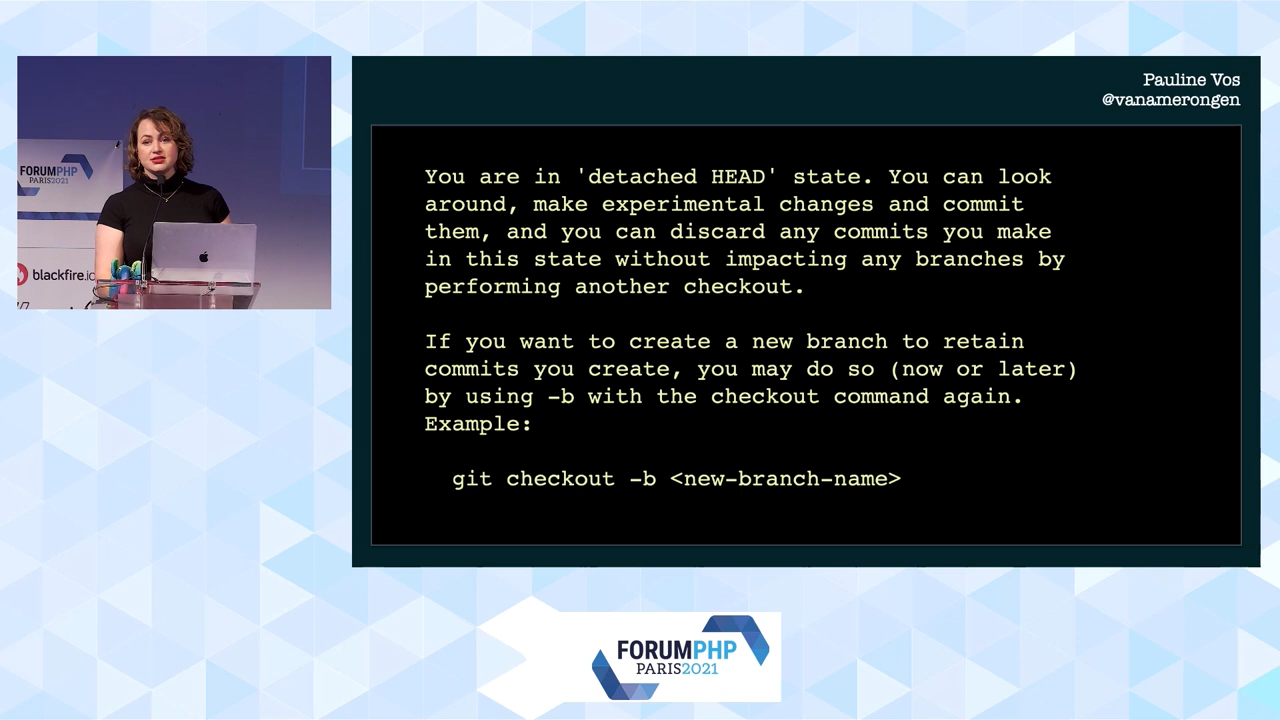 Pauline Vos
@vanamerongen
FORUMPHP
PARIS2021
blackfire.io
You are in 'detached HEAD' state. You can look
around, make experimental changes and commit
them, and you can discard any commits you make
in this state without impacting any branches by
performing another checkout.
If you want to create a new branch to retain
commits you create, you may do so (now or later)
by using -b with the checkout command again.
Example:
git checkout -b <new-branch-name>
FORUMPHP
PARIS2021